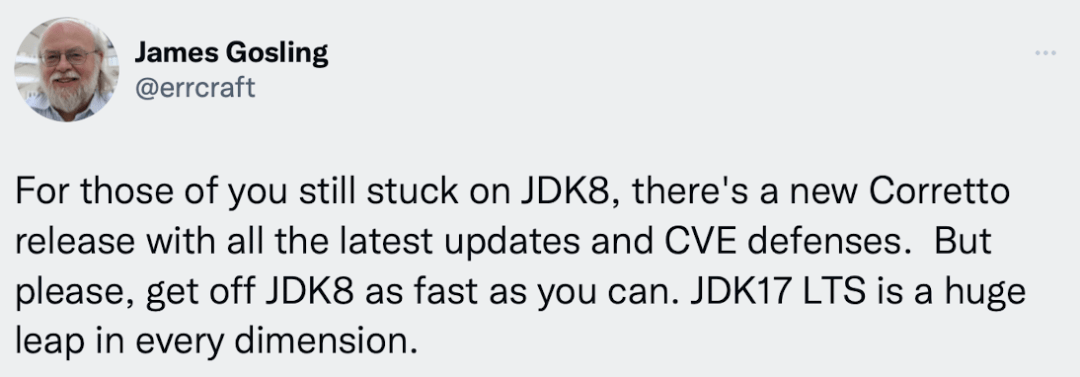 James Gosling
@errcraft
For those of you still stuck on JDK8, there's a new Corretto
release with all the latest updates and CVE defenses.  But
please, get off JDK8 as fast as you can. JDK17 LTS is a huge
leap in every dimension.